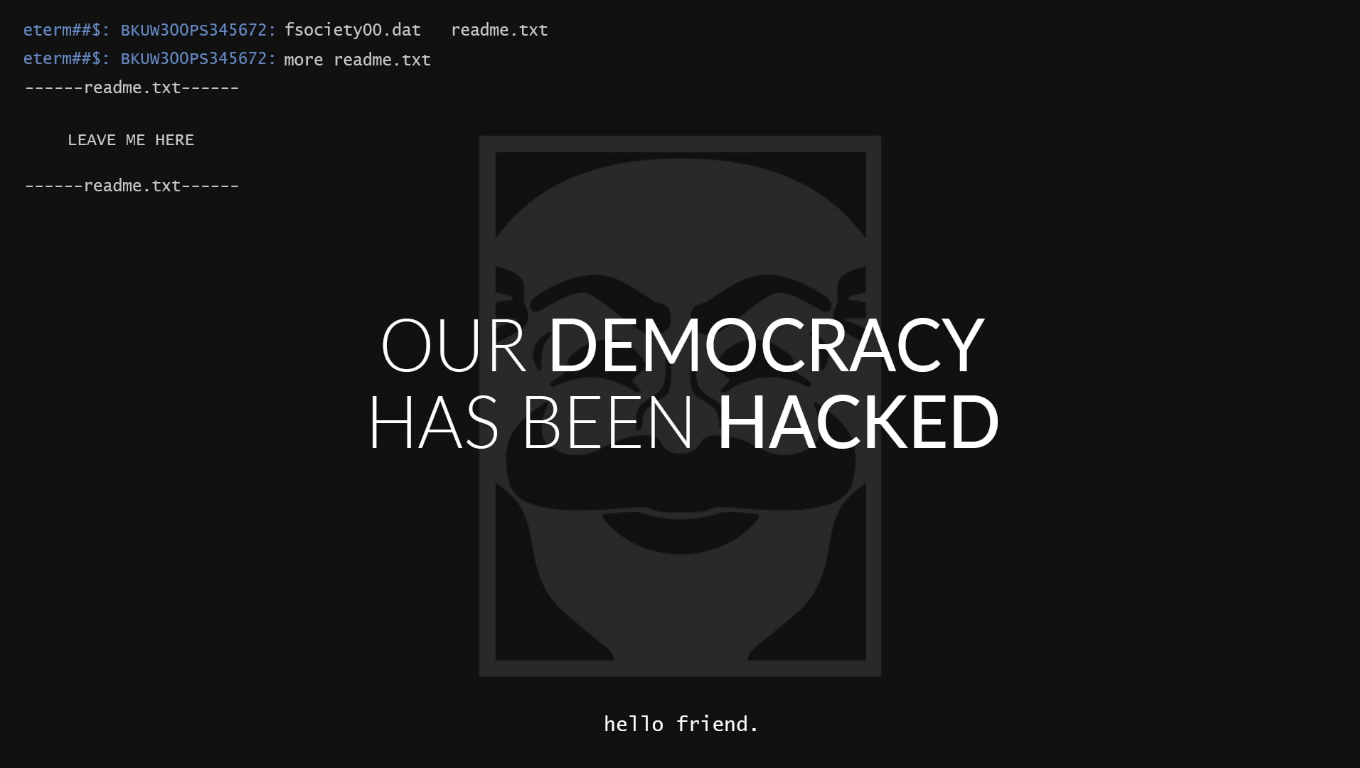 eterm##$: BKUW300PS345672: fsociety00.dat readme.txt
eterm##$: BKUW300PS345672: more readme.txt
------readme.txt------
LEAVE ME HERE
------readme.txt------
OUR DEMOCRACY
HAS BEEN HACKED
hello friend.